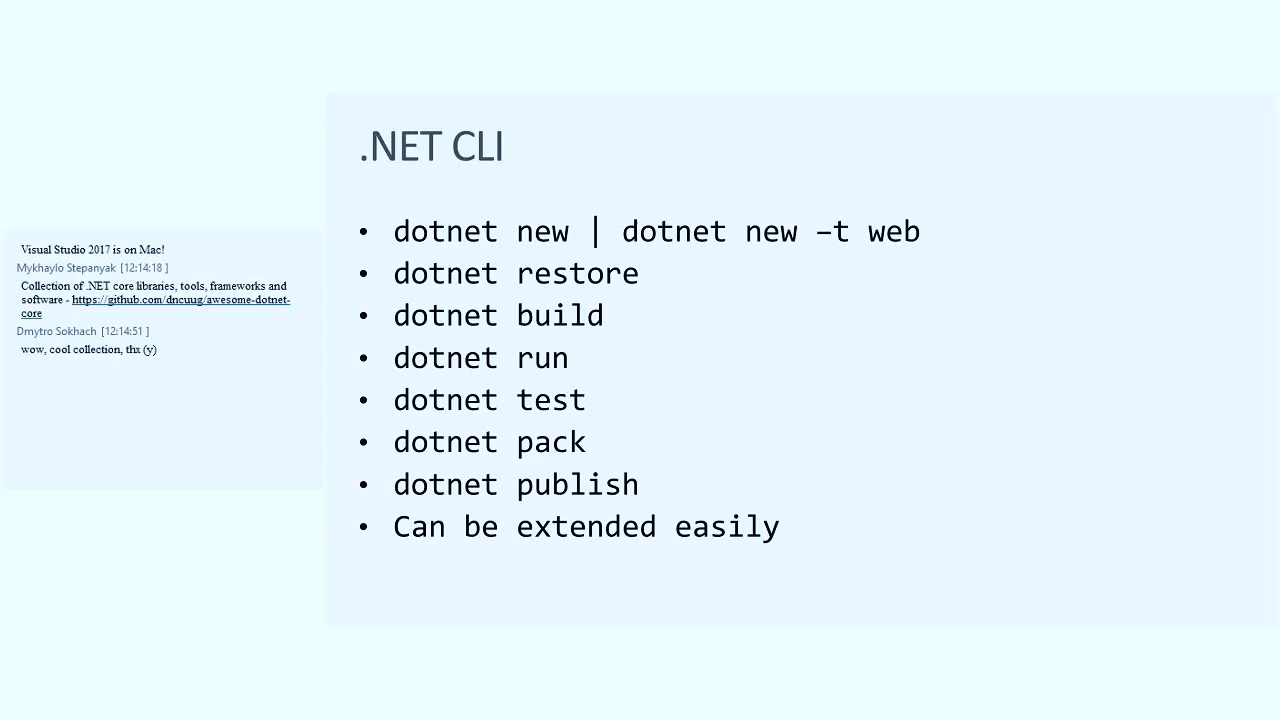 Visual Studio 2017 is on Mac!
Mykhaylo Stepanyak [12:14:18 ]
Collection of .NET core libraries, tools, frameworks and
software - https://github.com/dncuug/awesome-dotnet-
core
Dmytro Sokhach [12:14:51 ]
wow, cool collection, thx (y)
.NET CLI
• dotnet new | dotnet new –t web
• dotnet restore
• dotnet build
• dotnet run
• dotnet test
• dotnet pack
• dotnet publish
• Can be extended easily